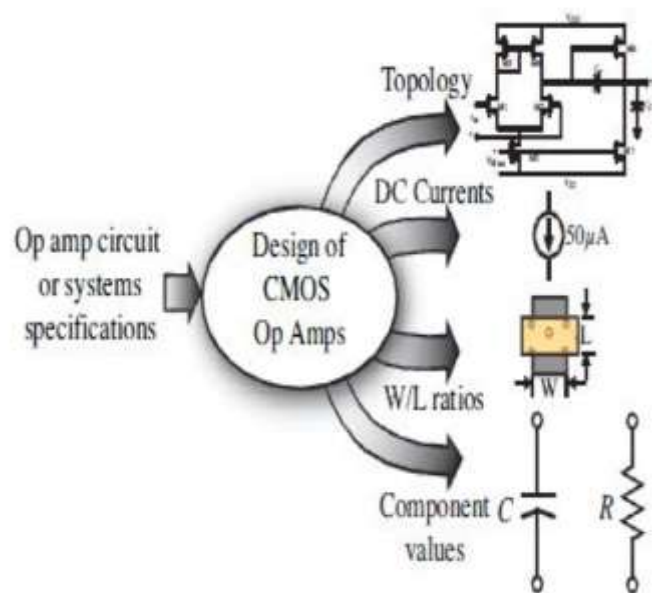 Topology
DC Currents
Op amp circuit
or systems
specifications
Design of
CMOS
Op Amps
50µA
L
W
W/L ratios
Component
values
C
R